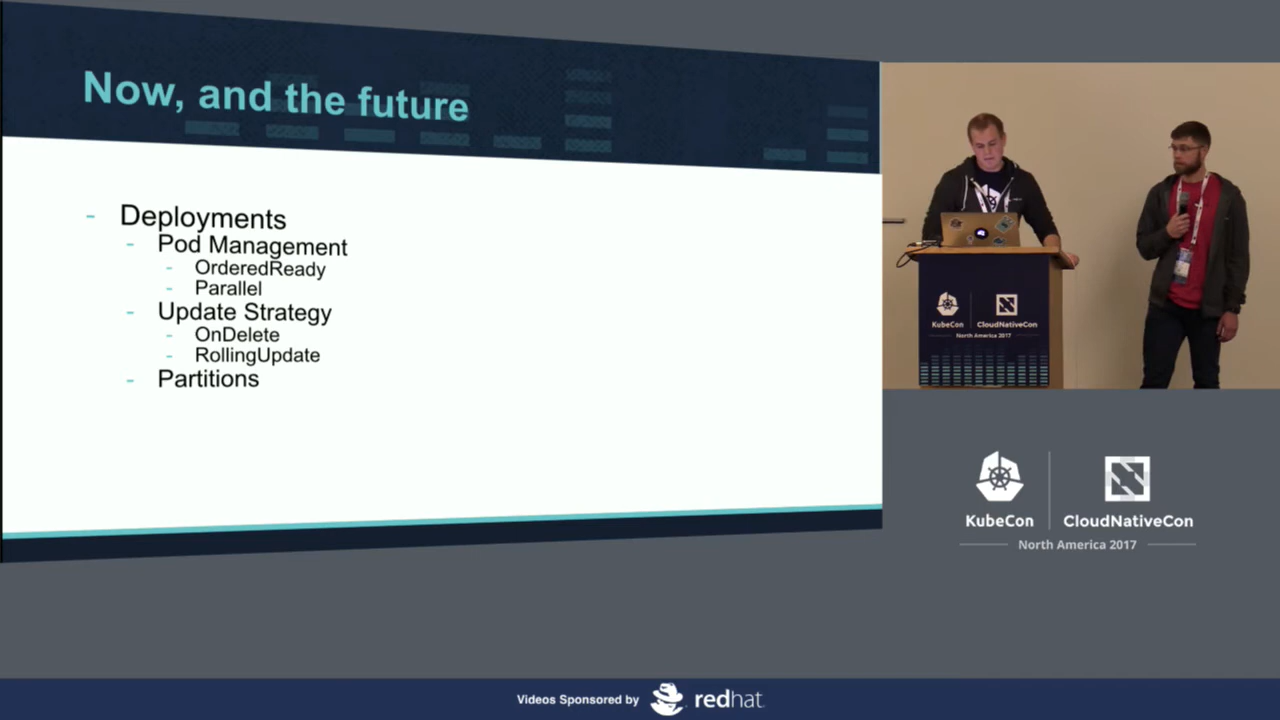 Now, and the future
- Deployments
- Pod Management
- OrderedReady
- Parallel
- Update Strategy
- OnDelete
- RollingUpdate
- Partitions
KubeCon
CloudNativeCon
North America 2017
KubeCon
CloudNativeCon
North America 2017
Videos Sponsored by redhat.